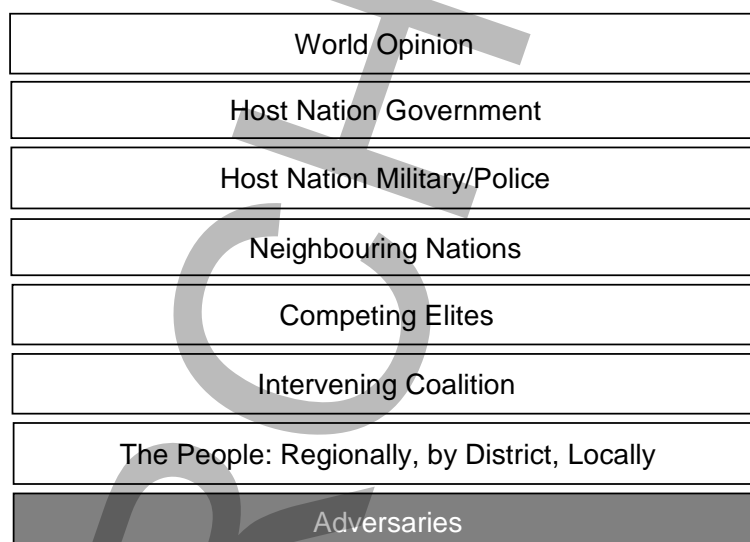 World Opinion
Host Nation Government
Host Nation Military/Police
Neighbouring Nations
Competing Elites
Intervening Coalition
The People: Regionally, by District, Locally
Adversaries